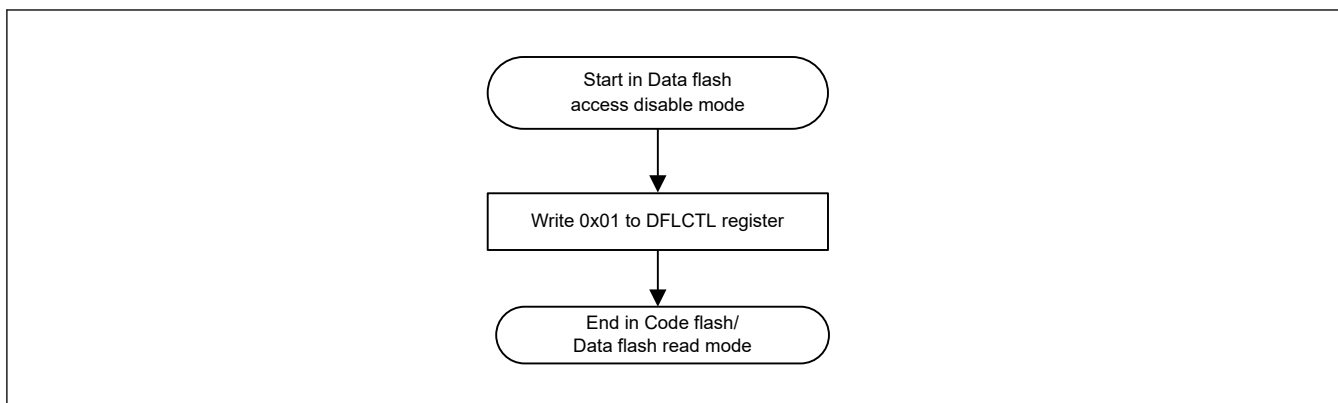 Start in Data flash
access disable mode
Write 0x01 to DFLCTL register
End in Code flash/
Data flash read mode